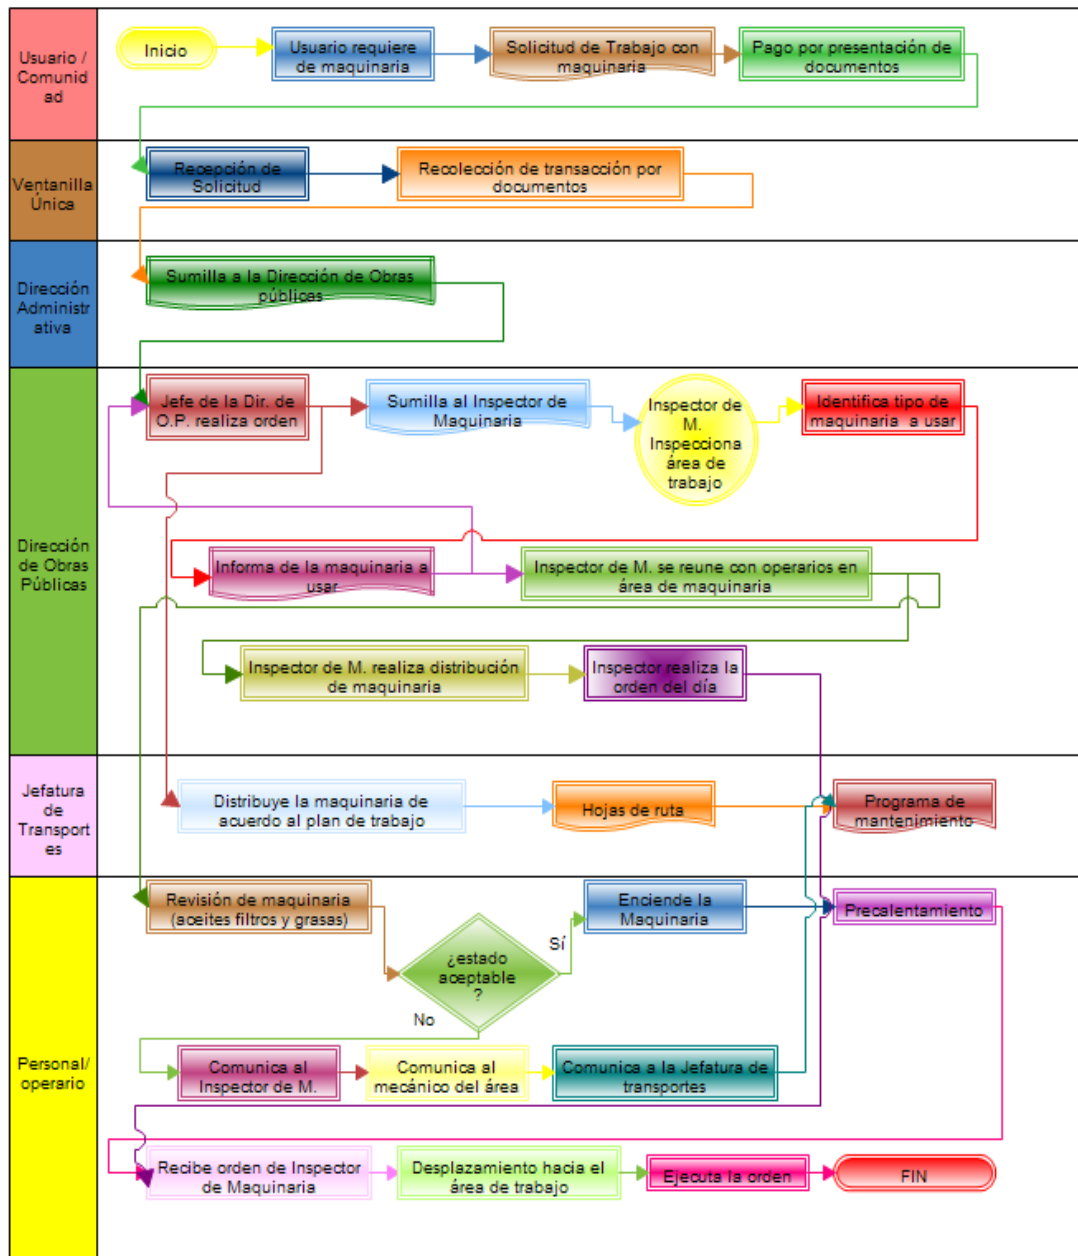 Usuario /
Comunid
ad
Inicio
Usuario requiere
de maquinaria
Solicitud de Trabajo con
maquinaria
Pago por presentación de
documentos
Ventanilla
Única
Recepción de
Solicitud
Recolección de transacción por
documentos
Dirección
Administr
ativa
Sumilla a la Dirección de Obras
públicas
Dirección
de Obras
Públicas
Jefe de la Dir. de
O.P. realiza orden
Sumilla al Inspector de
Maquinaria
Inspector de
M.
Inspecciona
área de
trabajo
Identifica tipo de
maquinaria a usar
Informa de la maquinaria a
usar
Inspector de M. se reune con operarios en
área de maquinaria
Inspector de M. realiza distribución
de maquinaria
Inspector realiza la
orden del día
Jefatura
de
Transport
es
Distribuye la maquinaria de
acuerdo al plan de trabajo
Hojas de ruta
Programa de
mantenimiento
Personal/
operario
Revisión de maquinaria
(aceites filtros y grasas)
¿estado
aceptable
?
Sí
No
Enciende la
Maquinaria
Precalentamiento
Comunica al
Inspector de M.
Comunica al
mecánico del área
Comunica a la Jefatura de
transportes
Recibe orden de Inspector
de Maquinaria
Desplazamiento hacia el
área de trabajo
Ejecuta la orden
FIN